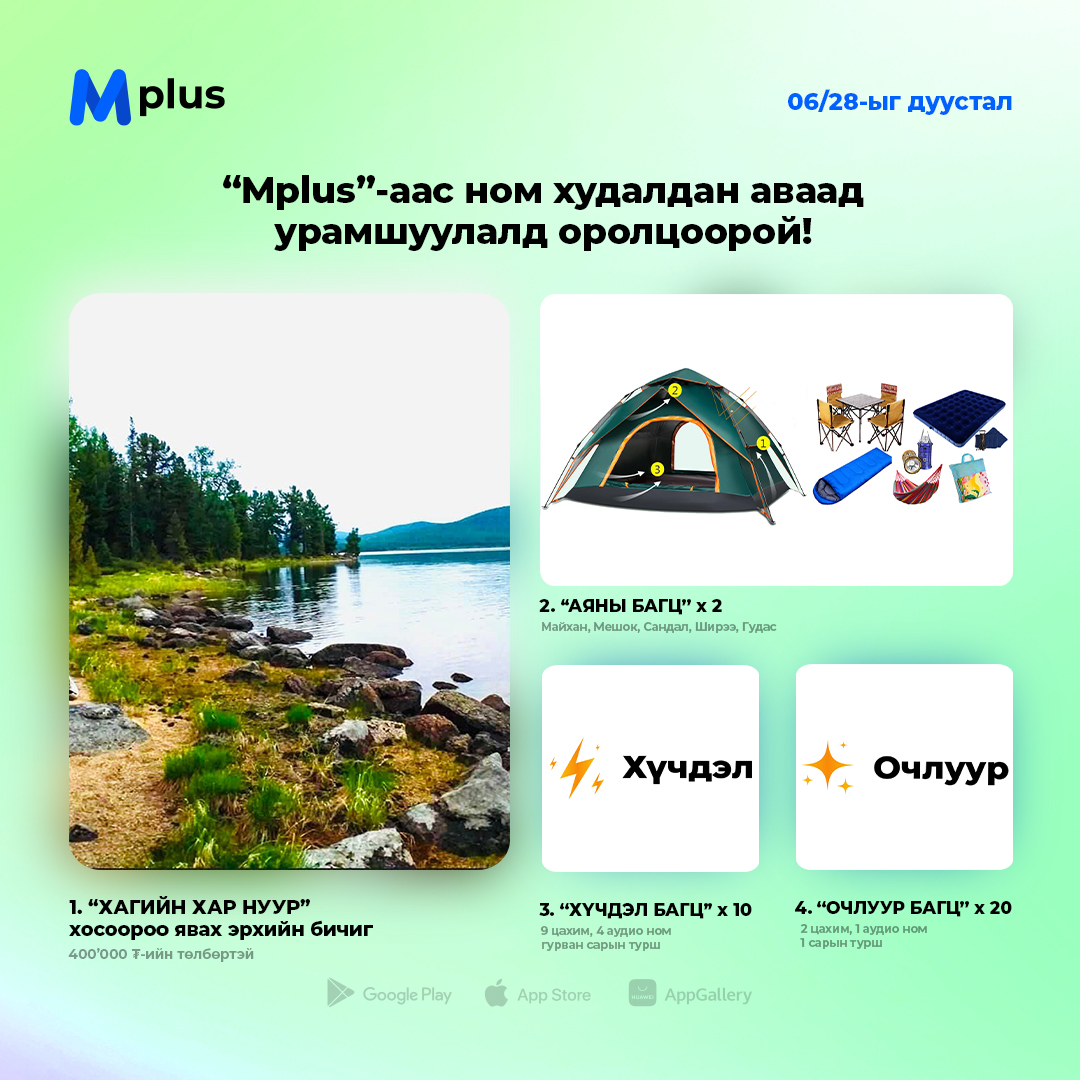 Mplus
06/28-ыг дуустал
“Mplus”-аас ном худалдан аваад
урамшуулалд оролцоорой!
2
1
3
2. “АЯНЫ БАГЦ” x 2
Майхан, Мешок, Сандал, Ширээ, Гудас
Хүчдэл
Очлуур
1. “ХАГИЙН ХАР НУУР”
хосоороо явах эрхийн бичиг
400’000 ₮-ийн төлбөртэй
3. “ХҮЧДЭЛ БАГЦ” x 10
9 цахим, 4 аудио ном
гурван сарын турш
4. “ОЧЛУУР БАГЦ” x 20
2 цахим, 1 аудио ном
1 сарын турш
Google Play
App Store
HUAWEI
AppGallery